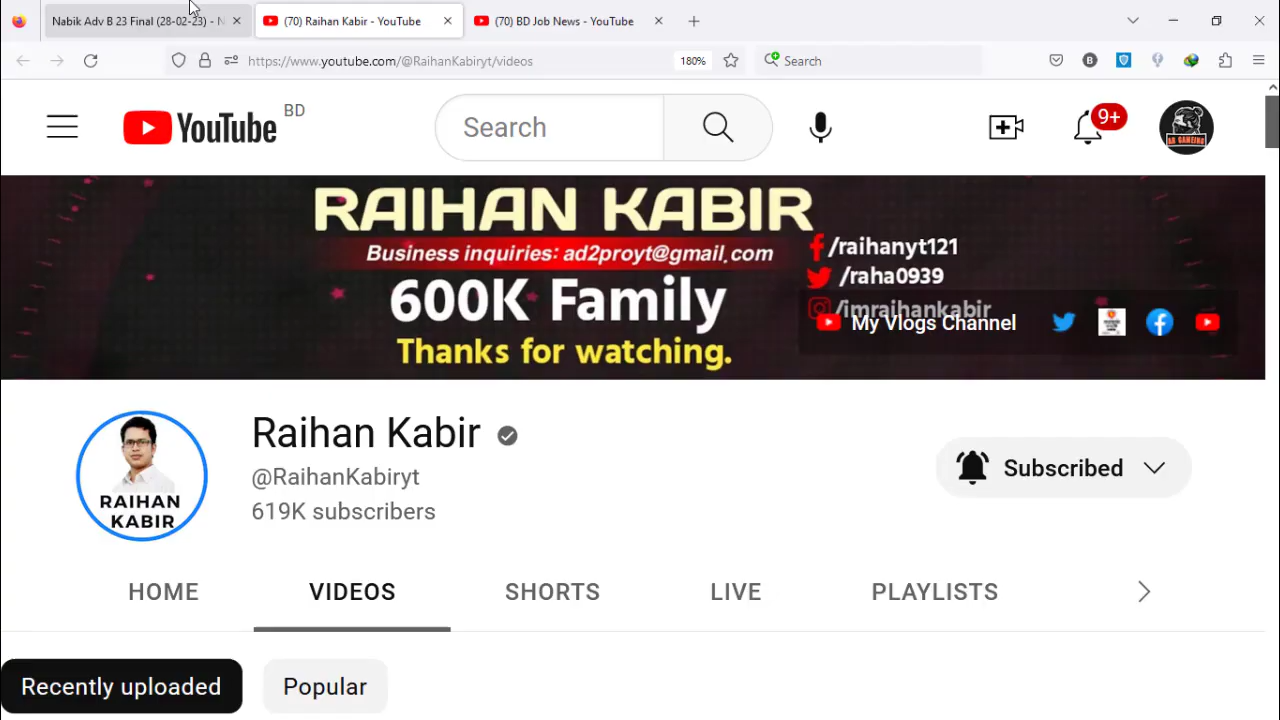 Nabik Adv B 23 Final (28-02-23) - N
(70) Raihan Kabir - YouTube
(70) BD Job News - YouTube
https://www.youtube.com/@RaihanKabiryt/videos
180%
Search
YouTube BD
Search
9+
RAIHAN KABIR
Business inquiries: ad2proyt@gmail.com
600K Family
Thanks for watching.
/raihanyt121
/raha0939
/imraihankabir
My Vlogs Channel
RAIHAN
KABIR
Raihan Kabir
@RaihanKabiryt
619K subscribers
Subscribed
HOME
VIDEOS
SHORTS
LIVE
PLAYLISTS
Recently uploaded
Popular